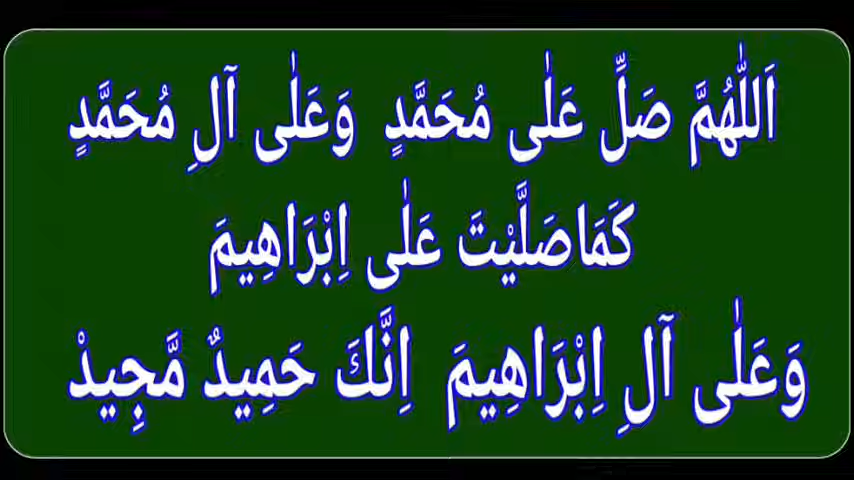 اَللّٰهُمَّ صَلِّ عَلٰى مُحَمَّدٍ وَعَلٰى آلِ مُحَمَّدٍ
كَمَاصَلَّيْتَ عَلٰى اِبْرَاهِيمَ
وَعَلٰى آلِ اِبْرَاهِيمَ اِنَّكَ حَمِيدٌ مَّجِيدْ